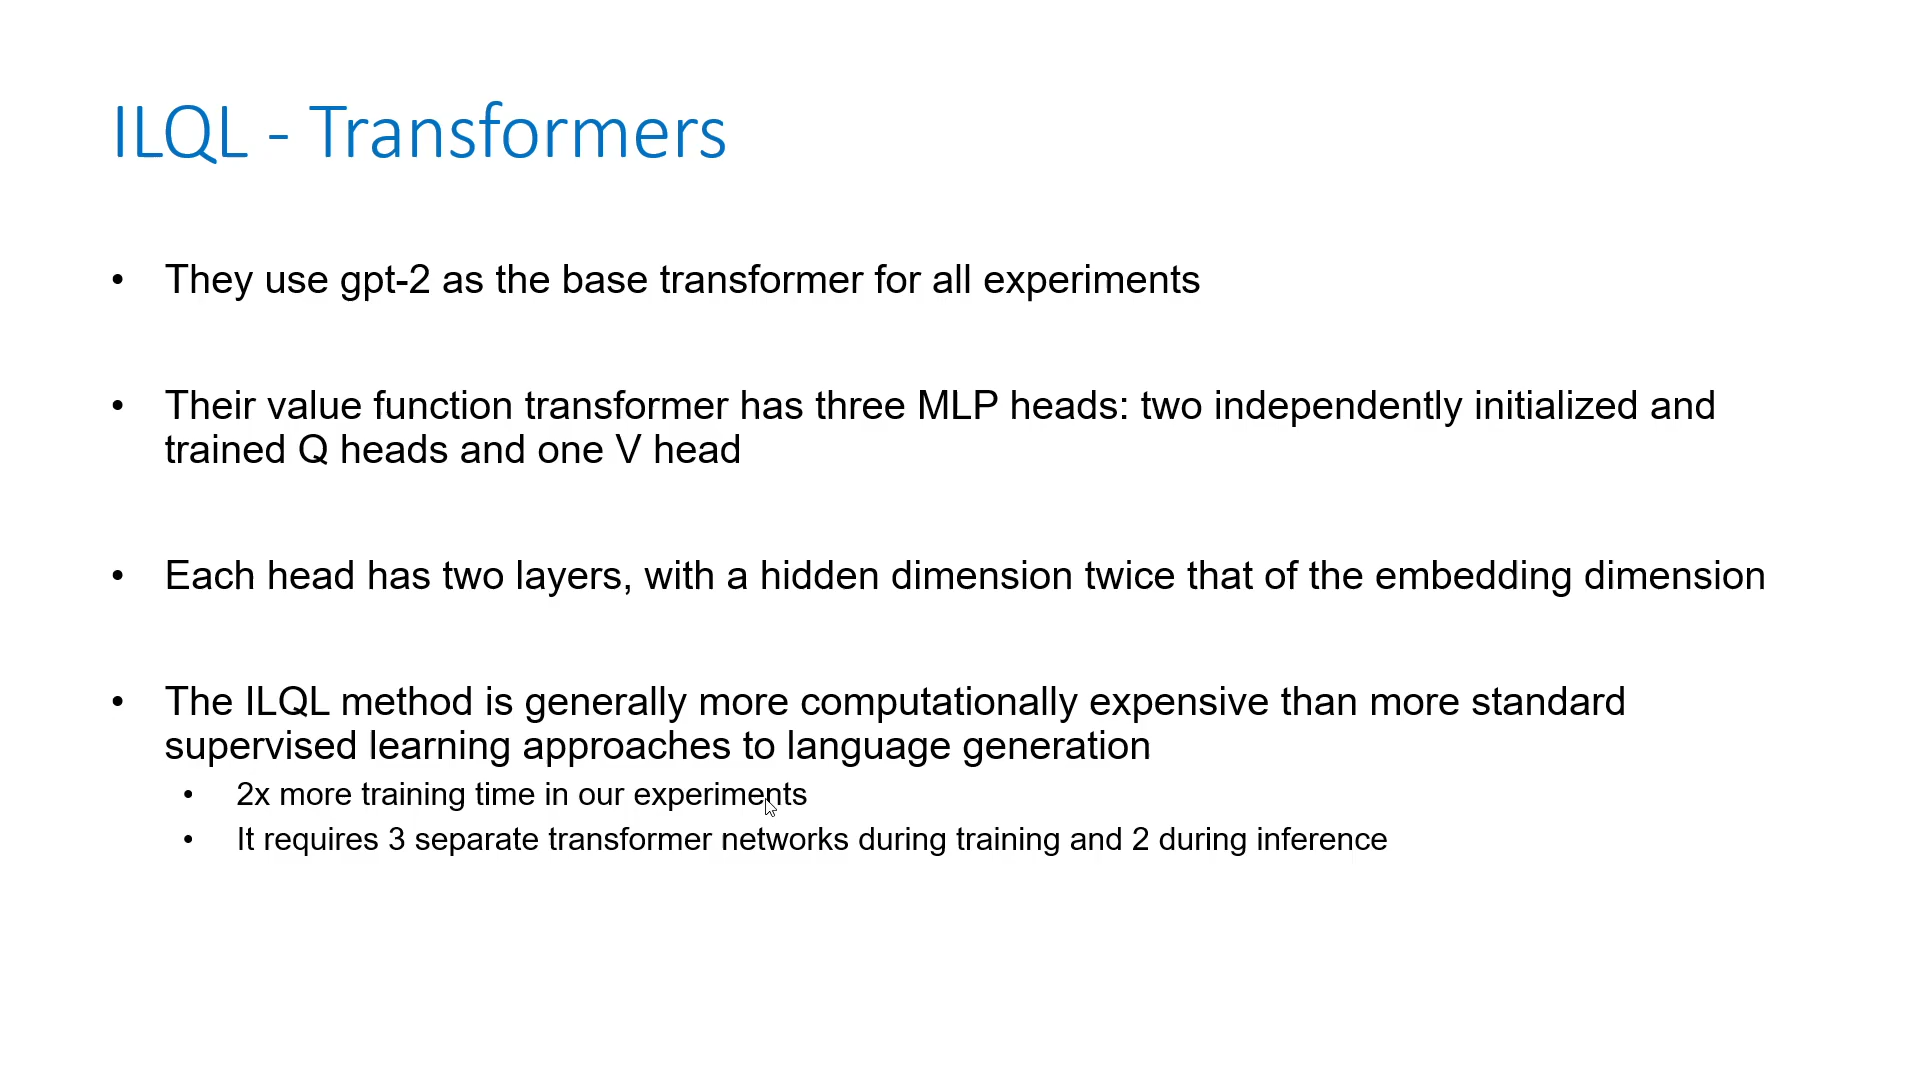 ILQL - Transformers
• They use gpt-2 as the base transformer for all experiments
• Their value function transformer has three MLP heads: two independently initialized and
trained Q heads and one V head
• Each head has two layers, with a hidden dimension twice that of the embedding dimension
• The ILQL method is generally more computationally expensive than more standard
supervised learning approaches to language generation
• 2x more training time in our experiments
• It requires 3 separate transformer networks during training and 2 during inference